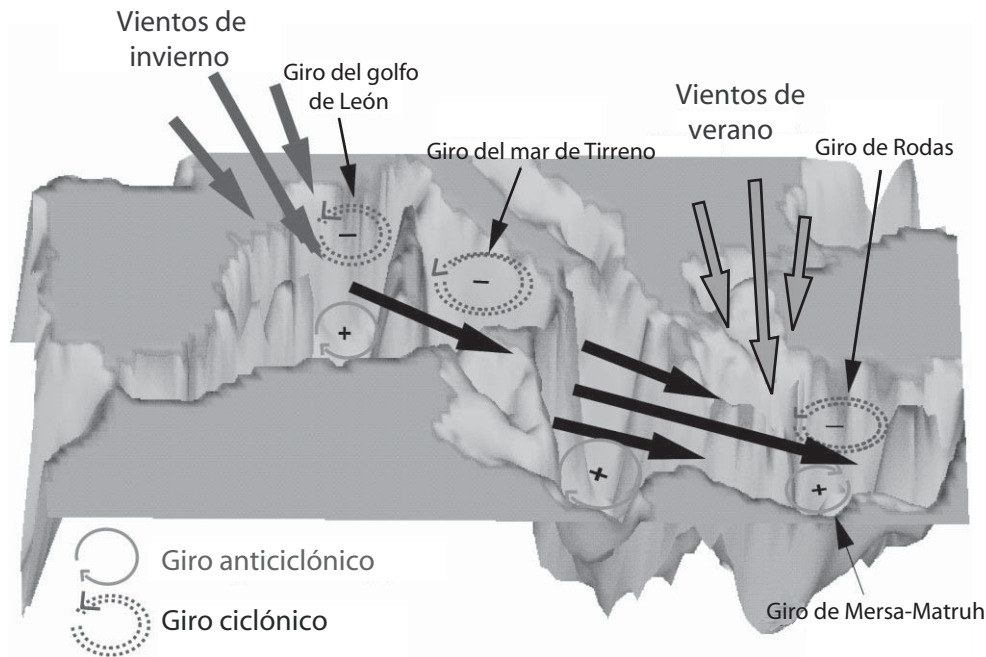 Vientos de
invierno
Giro del golfo
de León
Vientos de
verano
Giro del mar de Tirreno
Giro de Rodas
–
–
+
–
+
+
Giro anticiclónico
Giro ciclónico
Giro de Mersa-Matruh